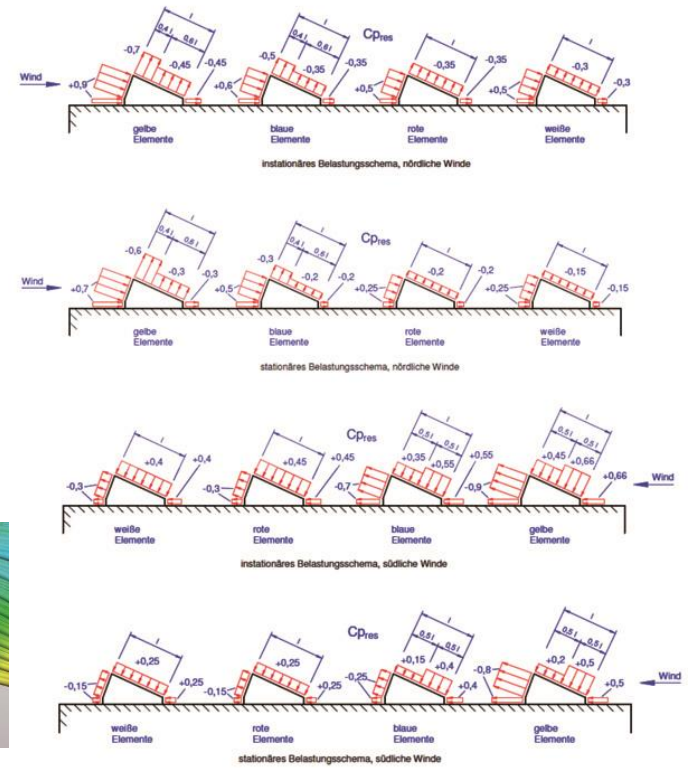 Cpres
l l l l
0,4 l 0,6 l 0,4 l 0,6 l
-0,7 -0,45 -0,45 -0,5 -0,35 -0,35 -0,35 -0,35 -0,3 -0,3
Wind +0,9 +0,6 +0,5 +0,5
gelbe blaue rote weiße
Elemente Elemente Elemente Elemente
instationäres Belastungsschema, nördliche Winde
Cpres
l l l l
0,4 l 0,6 l 0,4 l 0,6 l
-0,6 -0,3 -0,3 -0,3 -0,2 -0,2 -0,2 -0,2 -0,15 -0,15
Wind +0,7 +0,5 +0,25 +0,25
gelbe blaue rote weiße
Elemente Elemente Elemente Elemente
stationäres Belastungsschema, nördliche Winde
Cpres
l l l l
0,5 l 0,5 l 0,5 l 0,5 l
+0,4 +0,4 +0,45 +0,45 +0,35 +0,55 +0,55 +0,45 +0,66 +0,66
-0,3 -0,3 -0,7 -0,9 Wind
weiße rote blaue gelbe
Elemente Elemente Elemente Elemente
instationäres Belastungsschema, südliche Winde
Cpres
l l l l
0,5 l 0,5 l 0,5 l 0,5 l
+0,25 +0,25 +0,25 +0,25 +0,15 +0,4 +0,4 +0,2 +0,5 +0,5
-0,15 -0,15 -0,25 -0,8 Wind
weiße rote blaue gelbe
Elemente Elemente Elemente Elemente
stationäres Belastungsschema, südliche Winde